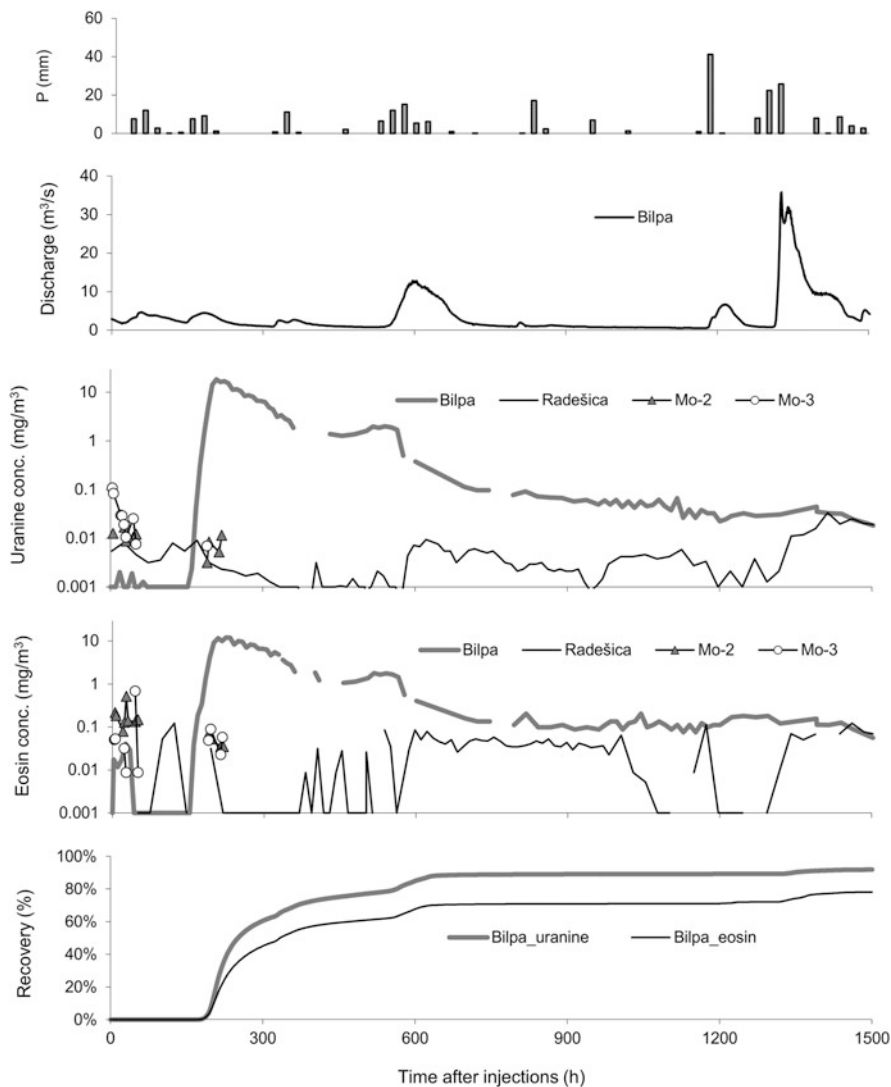 60
40
20
0
P (mm)
40
30
20
10
0
Discharge (m³/s)
Bilpa
10
1
0.1
0.01
0.001
Uranine conc. (mg/m³)
Bilpa Radešica Mo-2 Mo-3
10
1
0.1
0.01
0.001
Eosin conc. (mg/m³)
Bilpa Radešica Mo-2 Mo-3
100%
80%
60%
40%
20%
0%
Recovery (%)
Bilpa_uranine Bilpa_eosin
0 300 600 900 1200 1500
Time after injections (h)